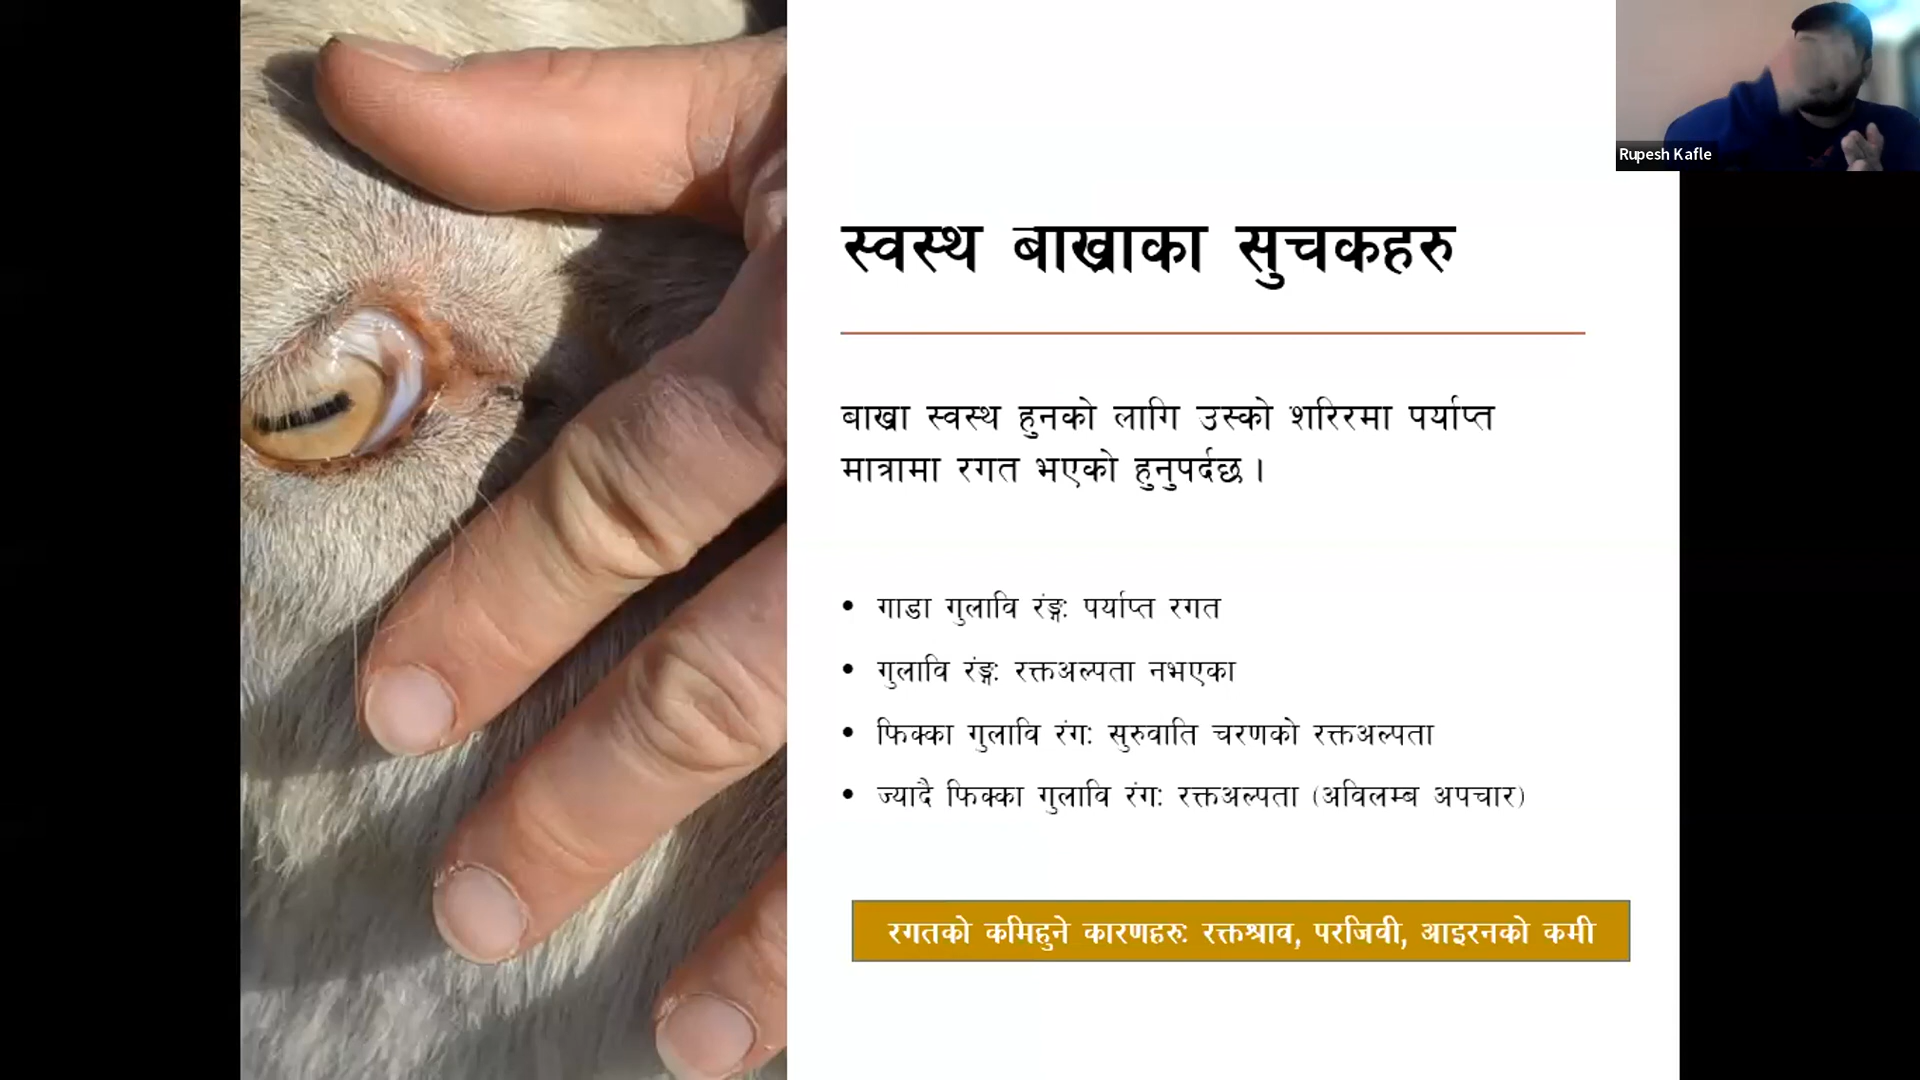 Rupesh Kafle
स्वस्थ बाख्राका सुचकहरु
बाख्रा स्वस्थ हुनको लागि उस्को शरिरमा पर्याप्त
मात्रामा रगत भएको हुनुपर्दछ ।
• गाडा गुलावि रंङ्गः पर्याप्त रगत
• गुलावि रंङ्गः रक्तअल्पता नभएका
• फिक्का गुलावि रंगः सुरुवाति चरणको रक्तअल्पता
• ज्यादै फिक्का गुलावि रंगः रक्तअल्पता (अविलम्ब अपचार)
रगतको कमिहुने कारणहरुः रक्तश्राव, परजिवी, आइरनको कमी